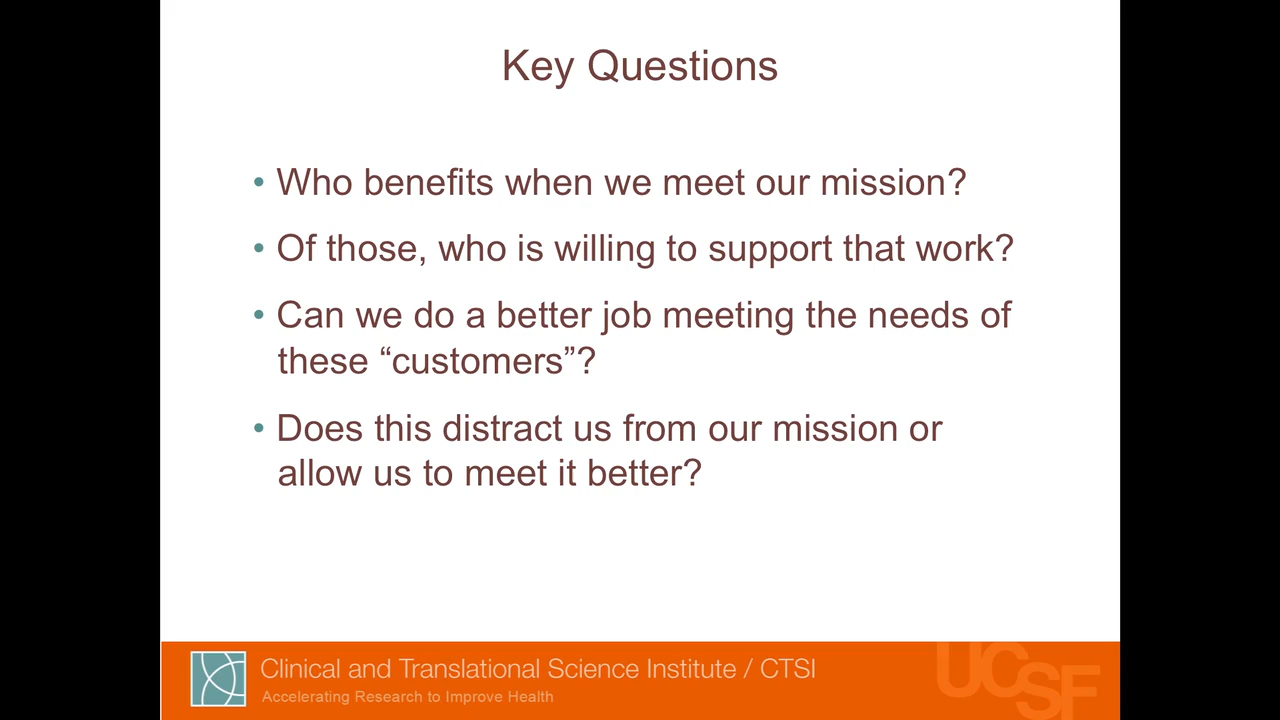 Key Questions
• Who benefits when we meet our mission?
• Of those, who is willing to support that work?
• Can we do a better job meeting the needs of
these “customers”?
• Does this distract us from our mission or
allow us to meet it better?
Clinical and Translational Science Institute / CTSI
Accelerating Research to Improve Health
UCSF